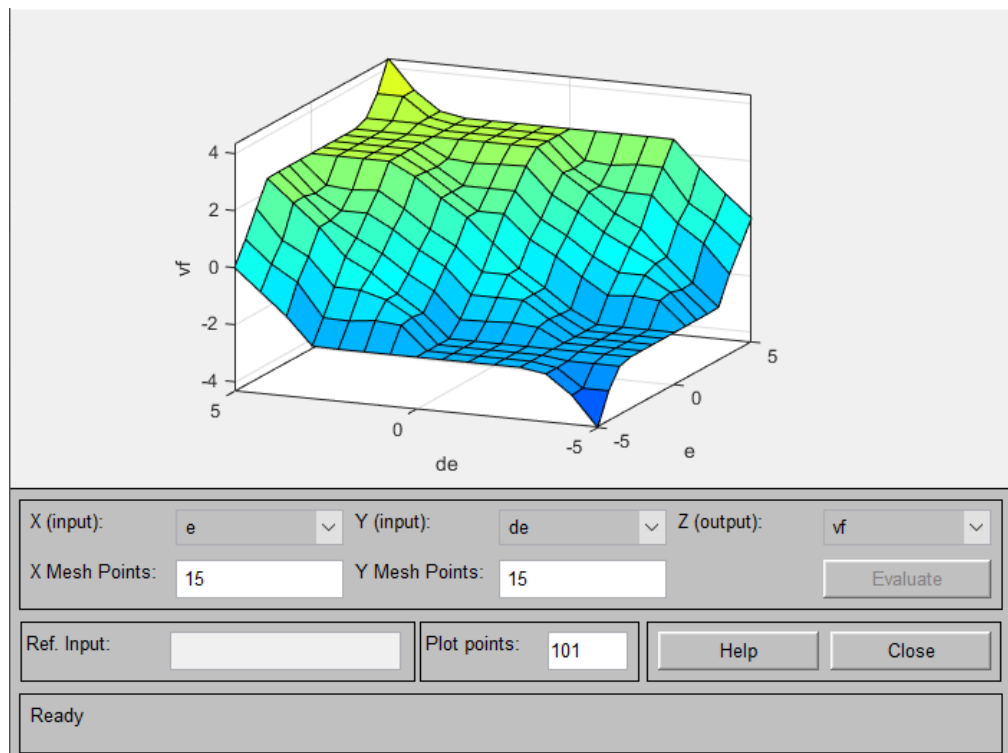 4
2
0
-2
-4
vf
5
0
-5
de
-5
0
5
e
X (input): e Y (input): de Z (output): vf
X Mesh Points: 15 Y Mesh Points: 15 Evaluate
Ref. Input: Plot points: 101 Help Close
Ready